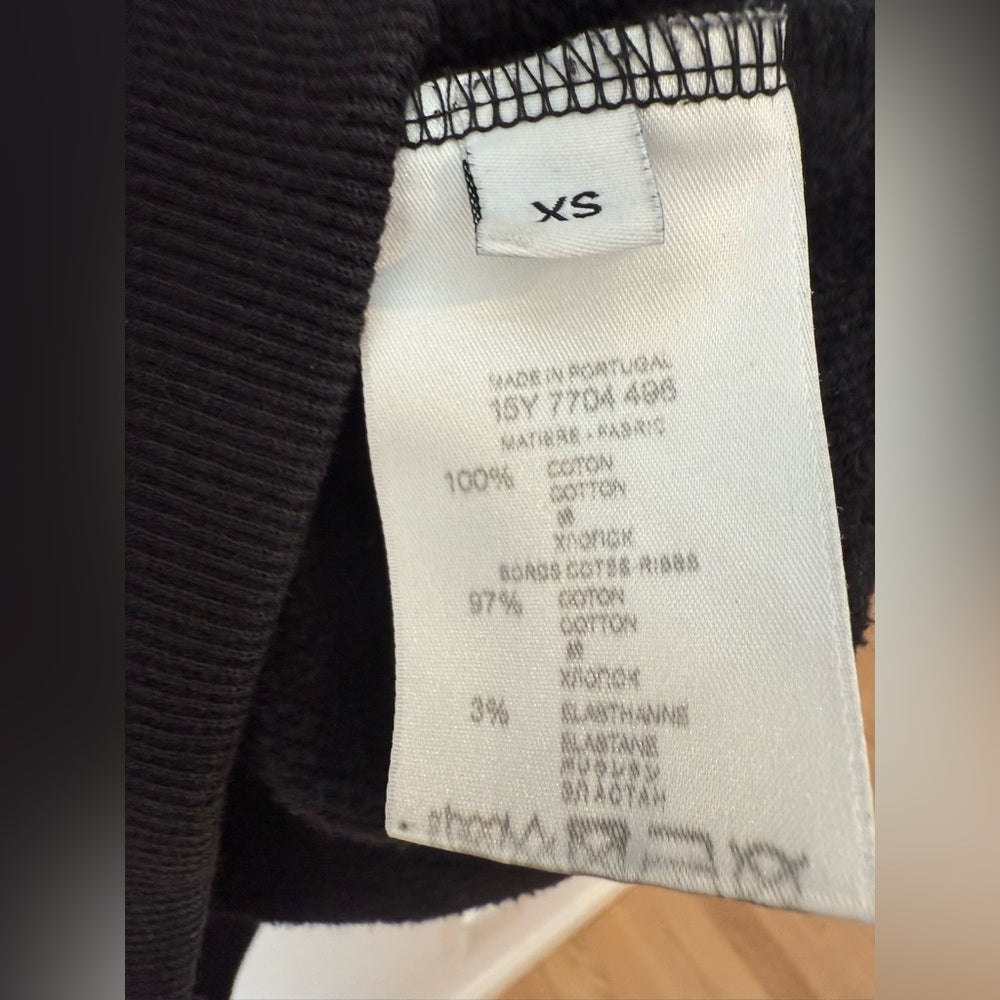 XS
MADE IN PORTUGAL
15Y 7704 496
MATIERE - FABRIC
100% COTON
COTTON
棉
ХЛОПОК
BORDS COTES-RIBBS
97% COTON
COTTON
棉
ХЛОПОК
3% ELASTHANNE
ELASTANE
ЭЛАСТАН